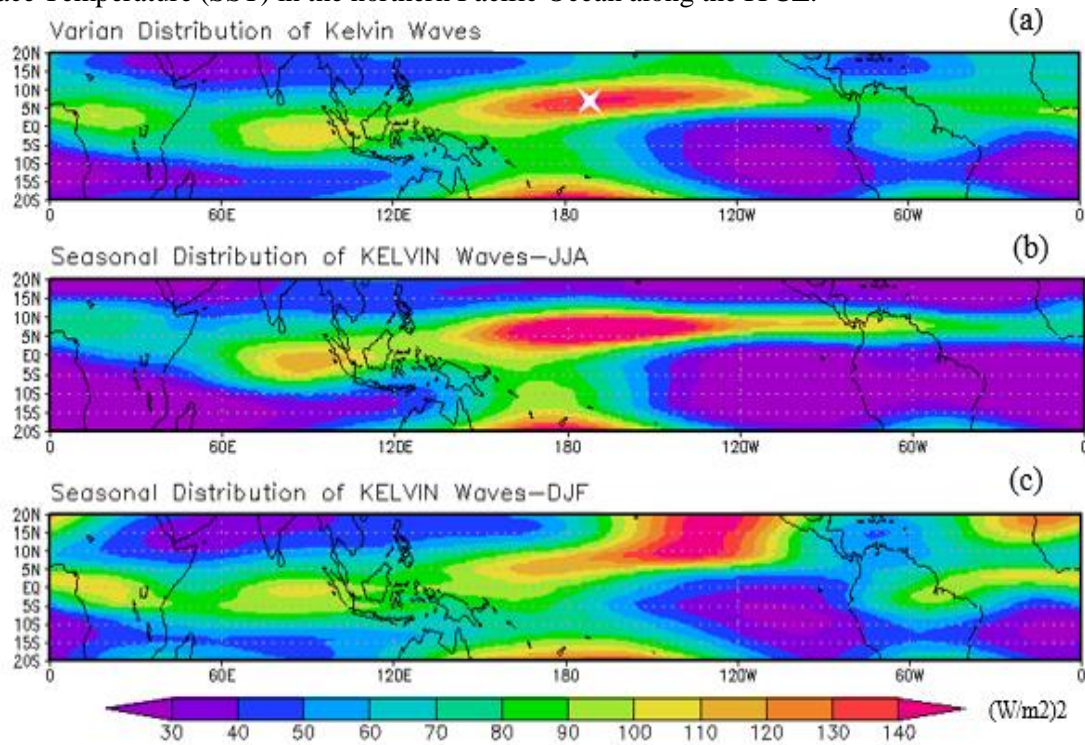 ace Temperature (SST) in the northern Pacific Ocean along the ITCZ.
Varian Distribution of Kelvin Waves (a)
20N
15N
10N
5N
EQ
5S
10S
15S
20S
0 60E 120E 180 120W 60W 0
Seasonal Distribution of KELVIN Waves–JJA (b)
20N
15N
10N
5N
EQ
5S
10S
15S
20S
0 60E 120E 180 120W 60W 0
Seasonal Distribution of KELVIN Waves–DJF (c)
20N
15N
10N
5N
EQ
5S
10S
15S
20S
0 60E 120E 180 120W 60W 0
30 40 50 60 70 80 90 100 110 120 130 140 (W/m2)2